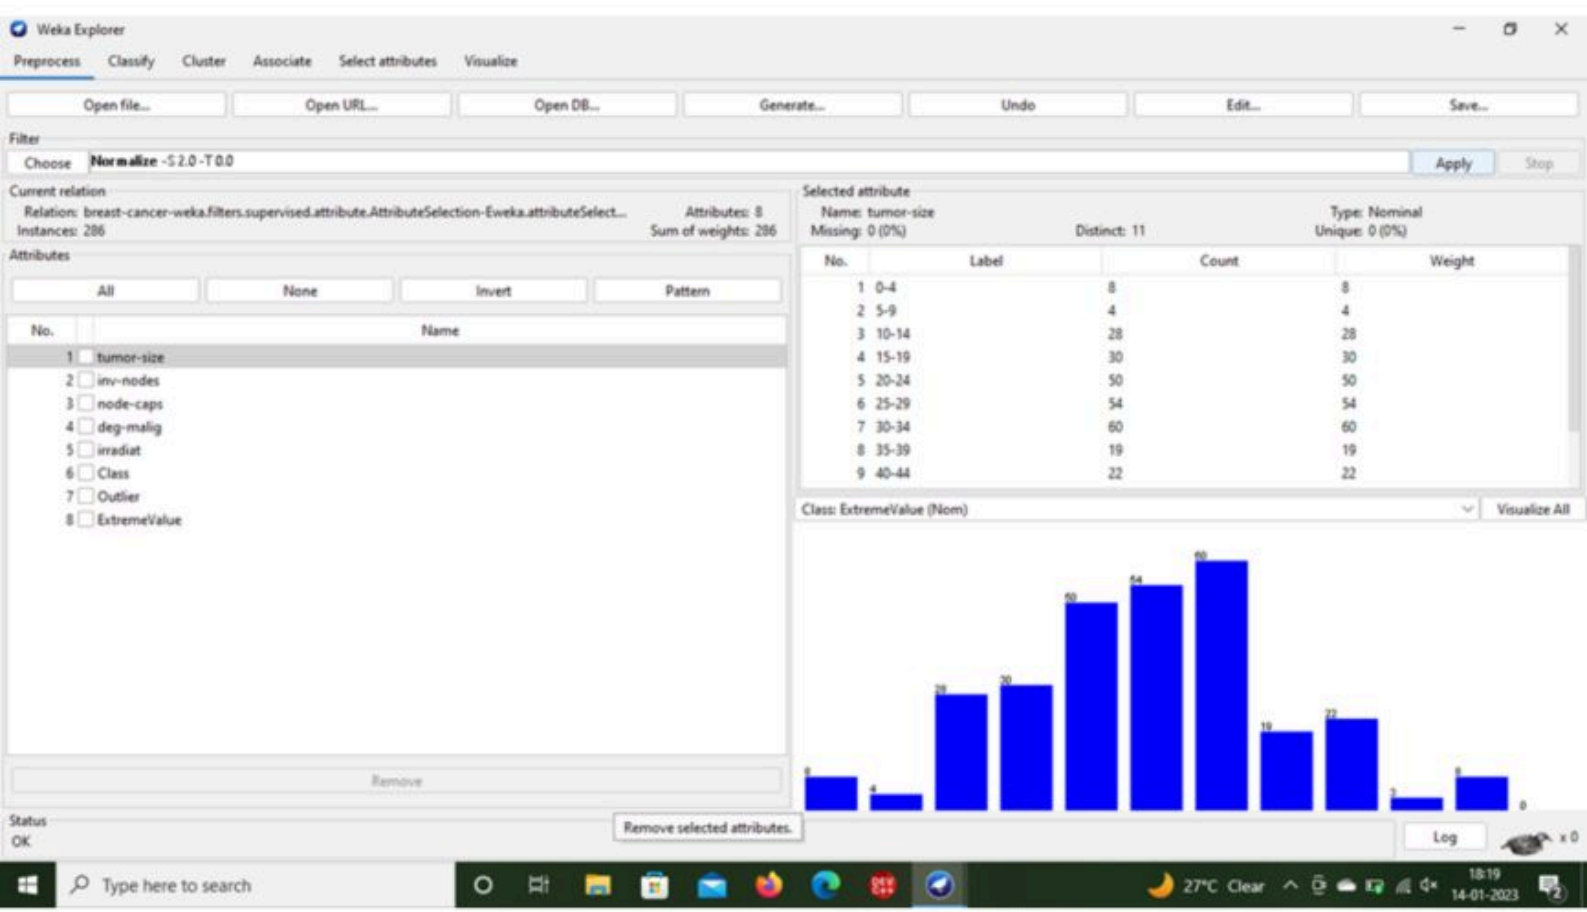 Weka Explorer
Preprocess Classify Cluster Associate Select attributes Visualize
Open file... Open URL... Open DB... Generate... Undo Edit... Save...
Filter
Choose Normalize -S 2.0 -T 0.0 Apply Stop
Current relation
Relation: breast-cancer-weka.filters.supervised.attribute.AttributeSelection-Eweka.attributeSelect... Attributes: 8
Instances: 286 Sum of weights: 286
Attributes
All None Invert Pattern
No. Name
1 tumor-size
2 inv-nodes
3 node-caps
4 deg-malig
5 irradiat
6 Class
7 Outlier
8 ExtremeValue
Remove
Selected attribute
Name: tumor-size Type: Nominal
Missing: 0 (0%) Distinct: 11 Unique: 0 (0%)
No. Label Count Weight
1 0-4 8 8
2 5-9 4 4
3 10-14 28 28
4 15-19 30 30
5 20-24 50 50
6 25-29 54 54
7 30-34 60 60
8 35-39 19 19
9 40-44 22 22
Class: ExtremeValue (Nom) Visualize All
8 4 28 30 50 54 60 19 22 3 8 0
Status
OK
Remove selected attributes.
Log x 0
Type here to search
27°C Clear
18:19
14-01-2023
2